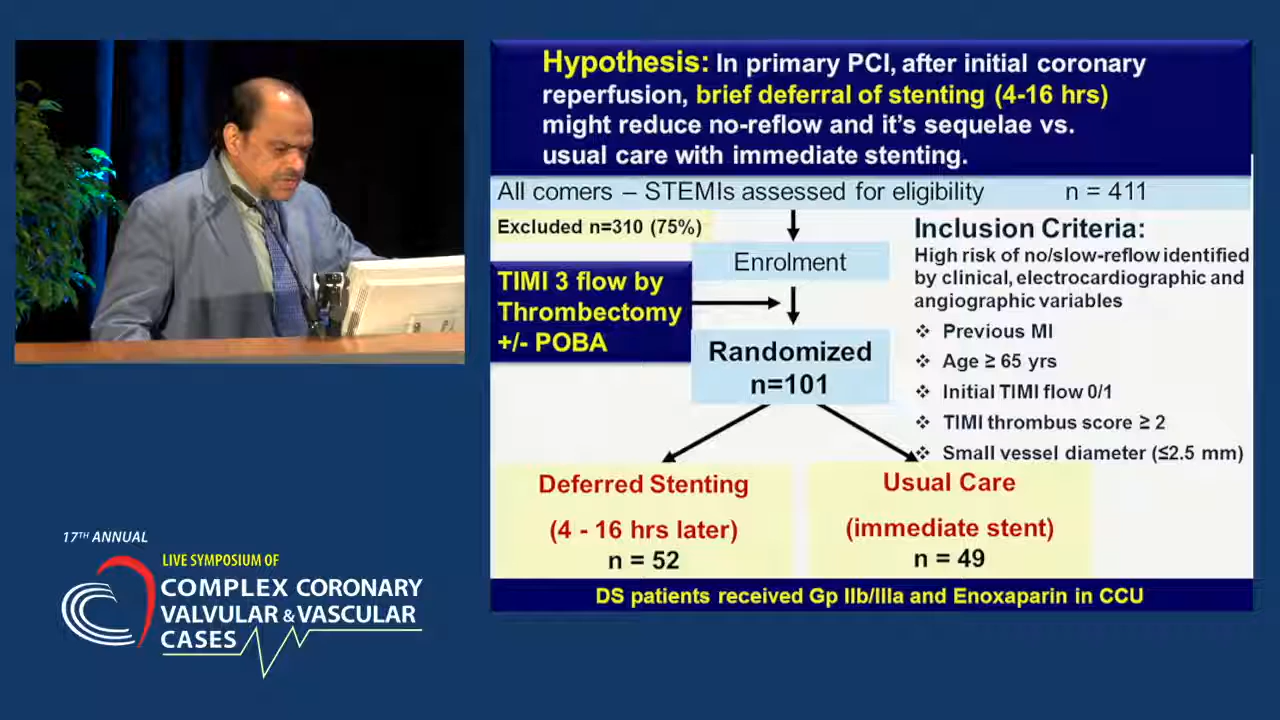 Hypothesis: In primary PCI, after initial coronary
reperfusion, brief deferral of stenting (4-16 hrs)
might reduce no-reflow and it's sequelae vs.
usual care with immediate stenting.
All comers – STEMIs assessed for eligibility n = 411
Excluded n=310 (75%)
Enrolment
TIMI 3 flow by
Thrombectomy
+/- POBA
Randomized
n=101
Inclusion Criteria:
High risk of no/slow-reflow identified
by clinical, electrocardiographic and
angiographic variables
❖ Previous MI
❖ Age ≥ 65 yrs
❖ Initial TIMI flow 0/1
❖ TIMI thrombus score ≥ 2
❖ Small vessel diameter (≤2.5 mm)
Deferred Stenting
(4 - 16 hrs later)
n = 52
Usual Care
(immediate stent)
n = 49
DS patients received Gp IIb/IIIa and Enoxaparin in CCU
17TH ANNUAL
LIVE SYMPOSIUM OF
COMPLEX CORONARY
VALVULAR & VASCULAR
CASES